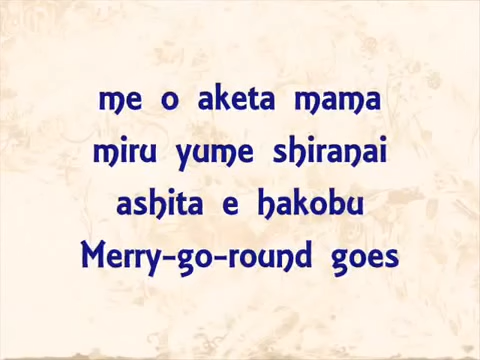 me o aketa mama
miru yume shiranai
ashita e hakobu
Merry-go-round goes